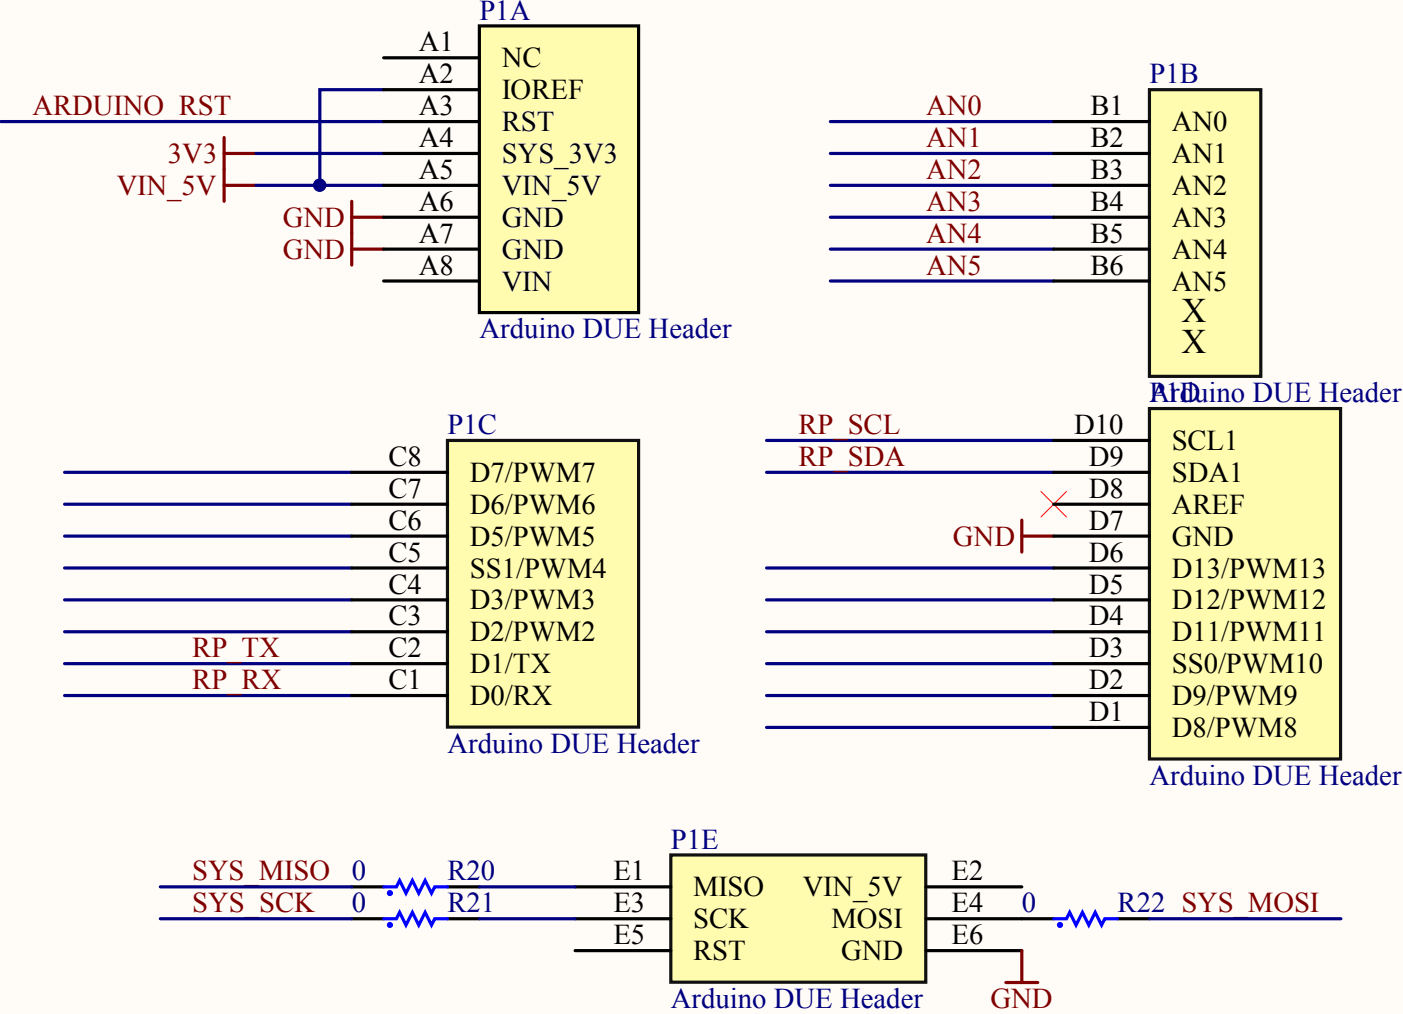 P1A
A1 NC
A2 IOREF
ARDUINO_RST A3 RST
3V3 A4 SYS_3V3
VIN_5V A5 VIN_5V
GND A6 GND
GND A7 GND
A8 VIN
Arduino DUE Header
P1B
AN0 B1 AN0
AN1 B2 AN1
AN2 B3 AN2
AN3 B4 AN3
AN4 B5 AN4
AN5 B6 AN5
X
X
Arduino DUE Header
P1C
C8 D7/PWM7
C7 D6/PWM6
C6 D5/PWM5
C5 SS1/PWM4
C4 D3/PWM3
C3 D2/PWM2
RP_TX C2 D1/TX
RP_RX C1 D0/RX
Arduino DUE Header
P1D
RP_SCL D10 SCL1
RP_SDA D9 SDA1
D8 AREF
GND D7 GND
D6 D13/PWM13
D5 D12/PWM12
D4 D11/PWM11
D3 SS0/PWM10
D2 D9/PWM9
D1 D8/PWM8
Arduino DUE Header
P1E
SYS_MISO 0 R20 E1 MISO VIN_5V E2
SYS_SCK 0 R21 E3 SCK MOSI E4 0 R22 SYS_MOSI
E5 RST GND E6
Arduino DUE Header GND